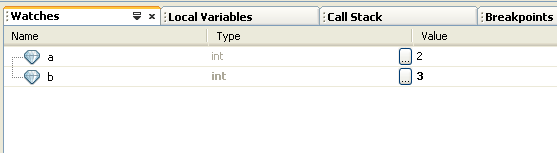 Watches Local Variables Call Stack Breakpoints
Name Type Value
a int ... 2
b int ... 3